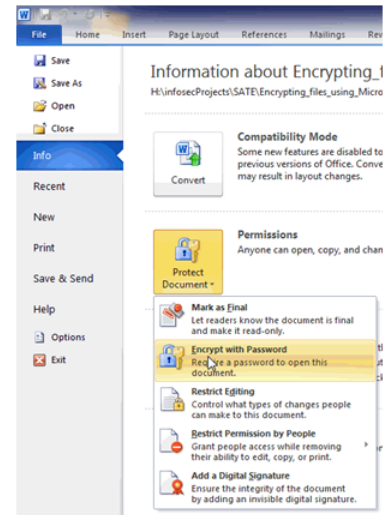 File Home Insert Page Layout References Mailings Rev
Save
Save As
Open
Close
Info
Recent
New
Print
Save & Send
Help
Options
Exit
Information about Encrypting_f
H:\infosecProjects\SATE\Encrypting_files_using_Micro
Convert
Compatibility Mode
Some new features are disabled to
previous versions of Office. Conve
may result in layout changes.
Protect
Document
Permissions
Anyone can open, copy, and chan
Mark as Final
Let readers know the document is final
and make it read-only.
Encrypt with Password
Require a password to open this
document.
Restrict Editing
Control what types of changes people
can make to this document.
Restrict Permission by People
Grant people access while removing
their ability to edit, copy, or print.
Add a Digital Signature
Ensure the integrity of the document
by adding an invisible digital signature.